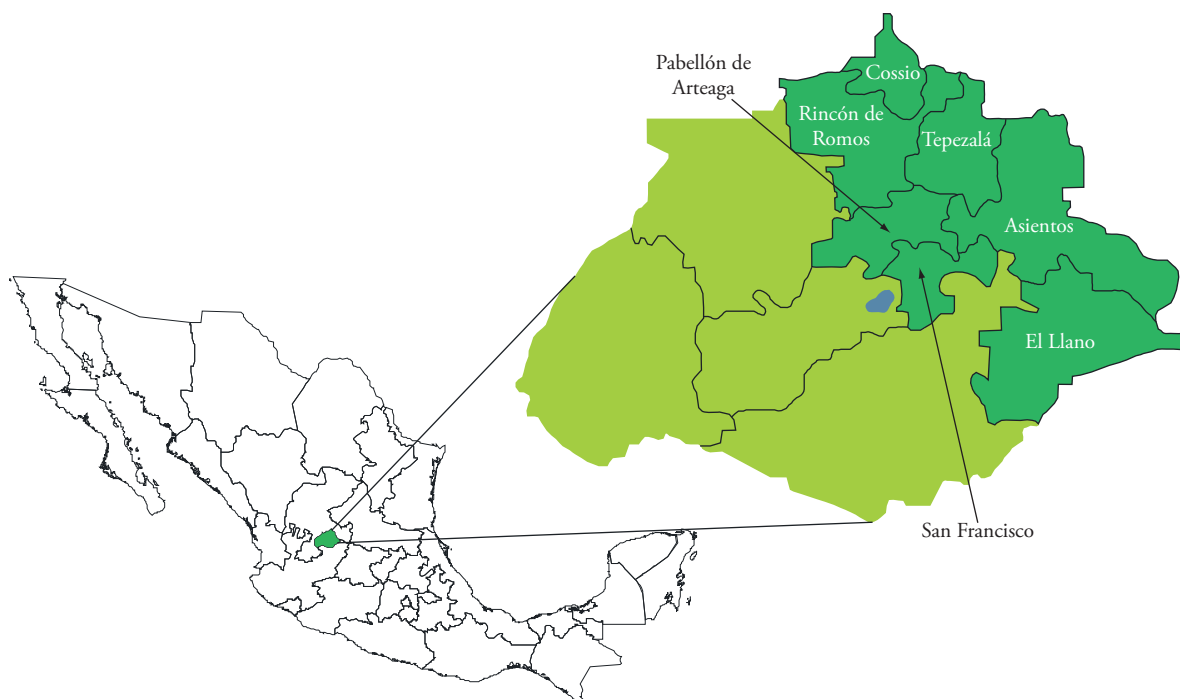 Pabellón de
Arteaga
Cossio
Rincón de
Romos
Tepezalá
Asientos
El Llano
San Francisco